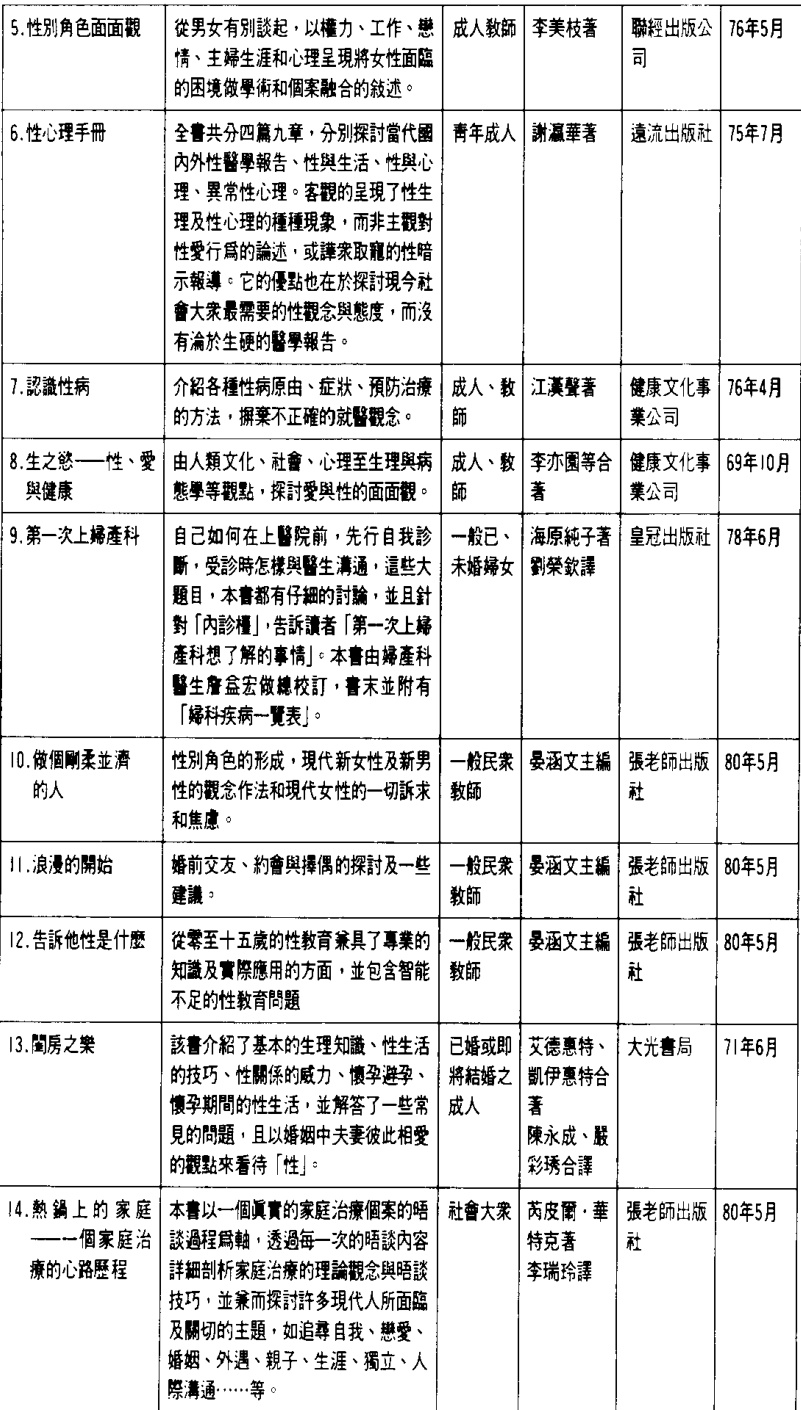 5.性別角色面面觀
從男女有別談起，以權力、工作、戀
情、主婦生涯和心理呈現將女性面臨
的困境做學術和個案融合的敘述。
成人教師
李美枝著
聯經出版公
司
76年5月
6.性心理手冊
全書共分四篇九章，分別探討當代國
內外性醫學報告、性與生活、性與心
理、異常性心理。客觀的呈現了性生
理及性心理的種種現象，而非主觀對
性愛行爲的論述，或譁衆取寵的性暗
示報導。它的優點也在於探討現今社
會大衆最需要的性觀念與態度，而沒
有淪於生硬的醫學報告。
靑年成人
謝瀛華著
遠流出版社
75年7月
7.認識性病
介紹各種性病原由、症狀、預防治療
的方法，摒棄不正確的就醫觀念。
成人、教
師
江漢聲著
健康文化事
業公司
76年4月
8.生之慾──性、愛
與健康
由人類文化、社會、心理至生理與病
態學等觀點，探討愛與性的面面觀。
成人、教
師
李亦園等合
著
健康文化事
業公司
69年10月
9.第一次上婦產科
自己如何在上醫院前，先行自我診
斷，受診時怎樣與醫生溝通，這些大
題目，本書都有仔細的討論，並且針
對「內診檯」，告訴讀者「第一次上婦
產科想了解的事情」。本書由婦產科
醫生詹益宏做總校訂，書末並附有
「婦科疾病一覽表」。
一般已、
未婚婦女
海原純子著
劉榮欽譯
皇冠出版社
78年6月
10.做個剛柔並濟
的人
性別角色的形成，現代新女性及新男
性的觀念作法和現代女性的一切訴求
和焦慮。
一般民衆
教師
晏涵文主編
張老師出版
社
80年5月
11.浪漫的開始
婚前交友、約會與擇偶的探討及一些
建議。
一般民衆
教師
晏涵文主編
張老師出版
社
80年5月
12.告訴他性是什麼
從零至十五歲的性教育兼具了專業的
知識及實際應用的方面，並包含智能
不足的性教育問題
一般民衆
教師
晏涵文主編
張老師出版
社
80年5月
13.閨房之樂
該書介紹了基本的生理知識、性生活
的技巧、性關係的威力、懷孕避孕、
懷孕期間的性生活，並解答了一些常
見的問題，且以婚姻中夫妻彼此相愛
的觀點來看待「性」。
已婚或即
將結婚之
成人
艾德惠特、
凱伊惠特合
著
陳永成、嚴
彩琇合譯
大光書局
71年6月
14.熱鍋上的家庭
──一個家庭治
療的心路歷程
本書以一個眞實的家庭治療個案的晤
談過程爲軸，透過每一次的晤談內容
詳細剖析家庭治療的理論觀念與晤談
技巧，並兼而探討許多現代人所面臨
及關切的主題，如追尋自我、戀愛、
婚姻、外遇、親子、生涯、獨立、人
際溝通……等。
社會大衆
芮皮爾·華
特克著
李瑞玲譯
張老師出版
社
80年5月